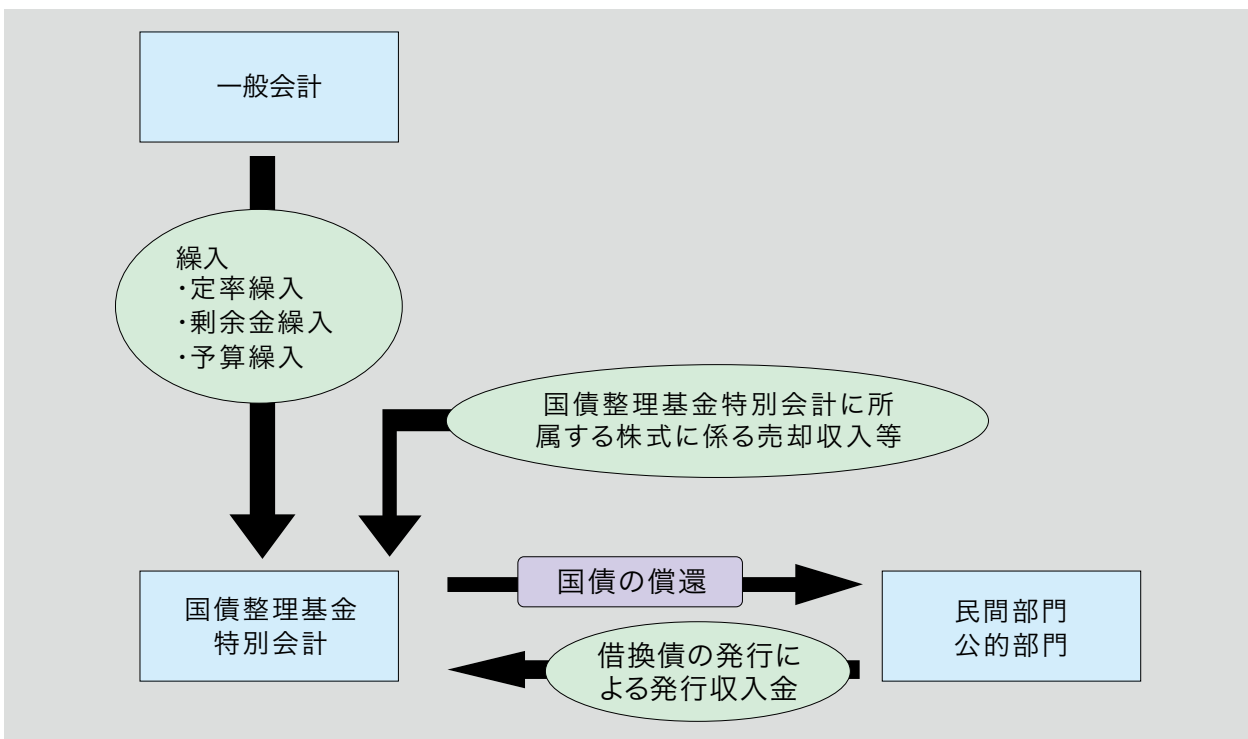 一般会計
繰入
・定率繰入
・剰余金繰入
・予算繰入
国債整理基金特別会計に所
属する株式に係る売却収入等
国債整理基金
特別会計
国債の償還
民間部門
公的部門
借換債の発行に
よる発行収入金